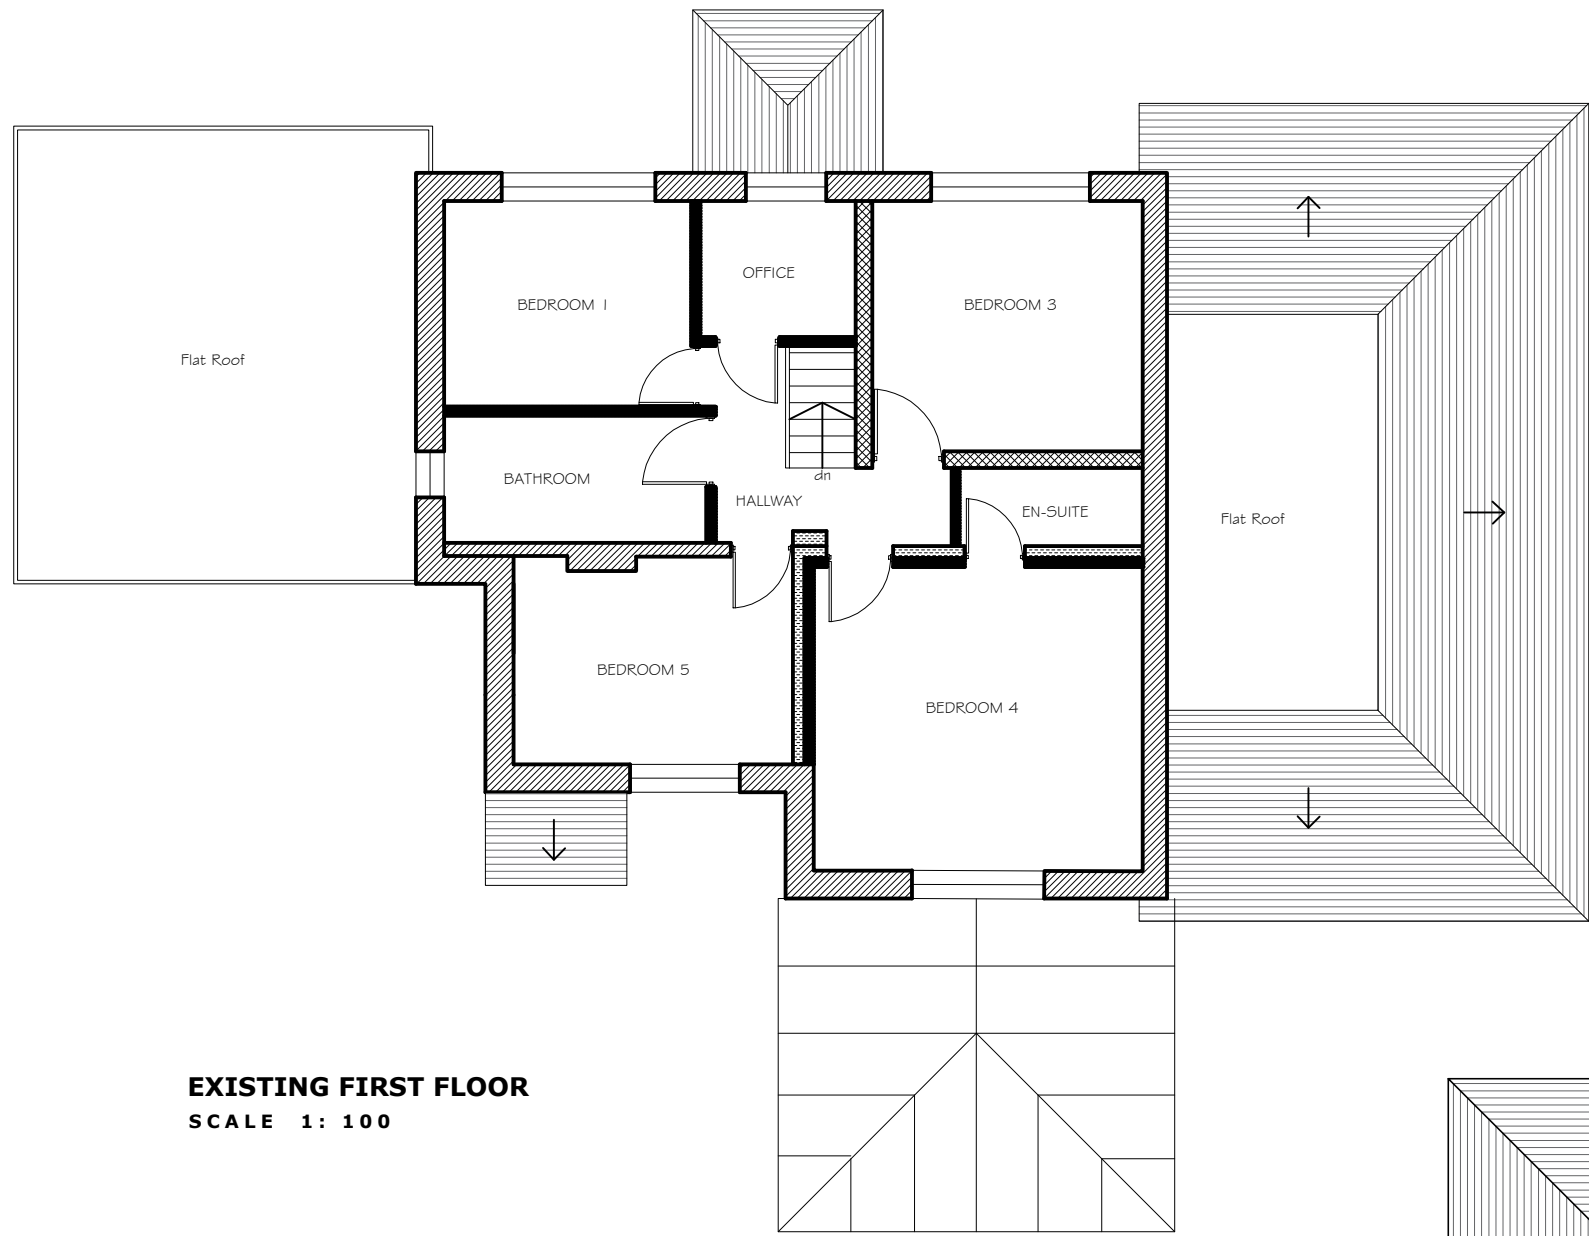 OFFICE
BEDROOM 1
BEDROOM 3
Flat Roof
BATHROOM
dn
HALLWAY
EN-SUITE
Flat Roof
BEDROOM 5
BEDROOM 4
EXISTING FIRST FLOOR
SCALE 1: 100